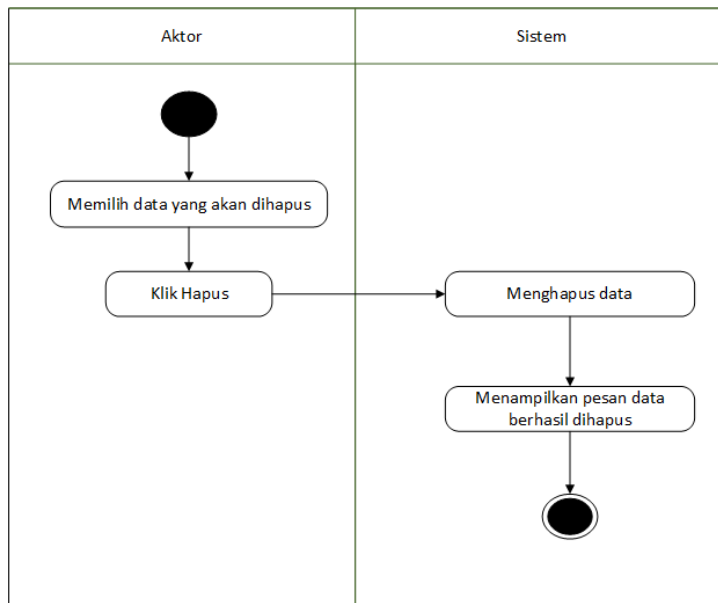 Aktor
Sistem
Memilih data yang akan dihapus
Klik Hapus
Menghapus data
Menampilkan pesan data
berhasil dihapus